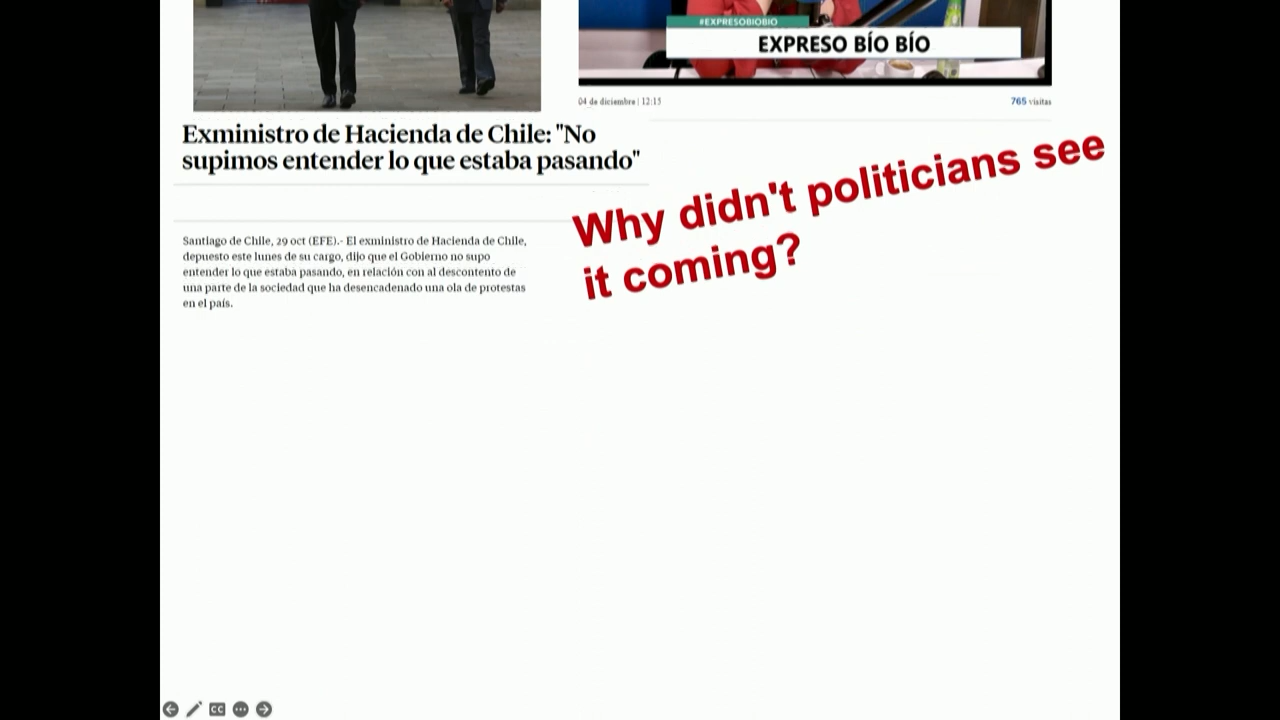 #EXPRESOBIOBIO
EXPRESO BÍO BÍO
04 de diciembre | 12:15
765 visitas
Exministro de Hacienda de Chile: "No
supimos entender lo que estaba pasando"
Why didn't politicians see
it coming?
Santiago de Chile, 29 oct (EFE).- El exministro de Hacienda de Chile,
depuesto este lunes de su cargo, dijo que el Gobierno no supo
entender lo que estaba pasando, en relación con al descontento de
una parte de la sociedad que ha desencadenado una ola de protestas
en el país.
CC